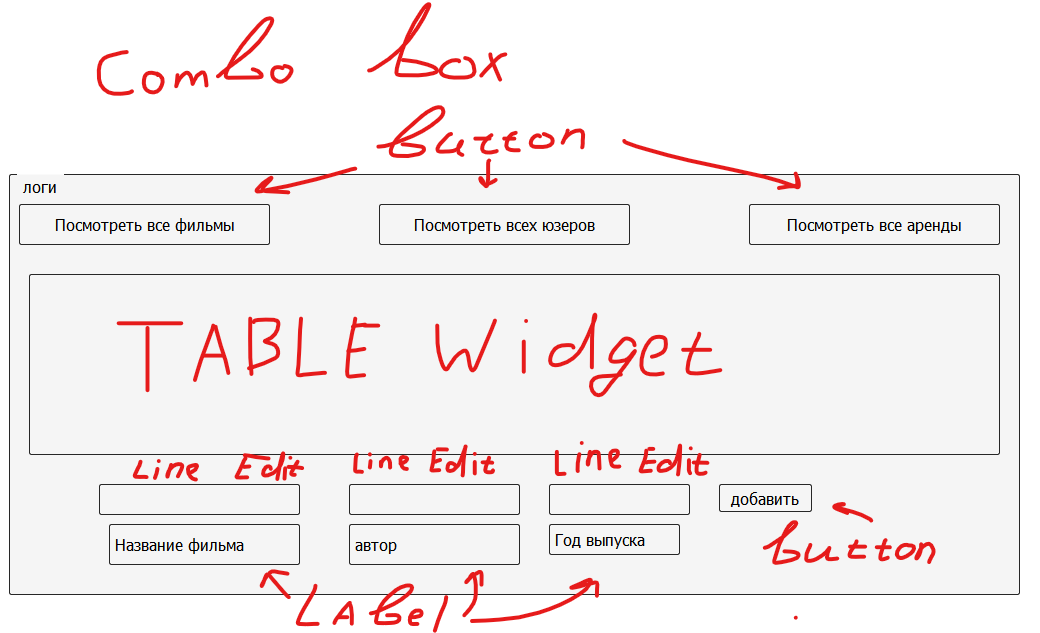 Combo box
button
логи
Посмотреть все фильмы Посмотреть всех юзеров Посмотреть все аренды
TABLE Widget
Line Edit Line Edit Line Edit
добавить
Название фильма автор Год выпуска
button
LAbel